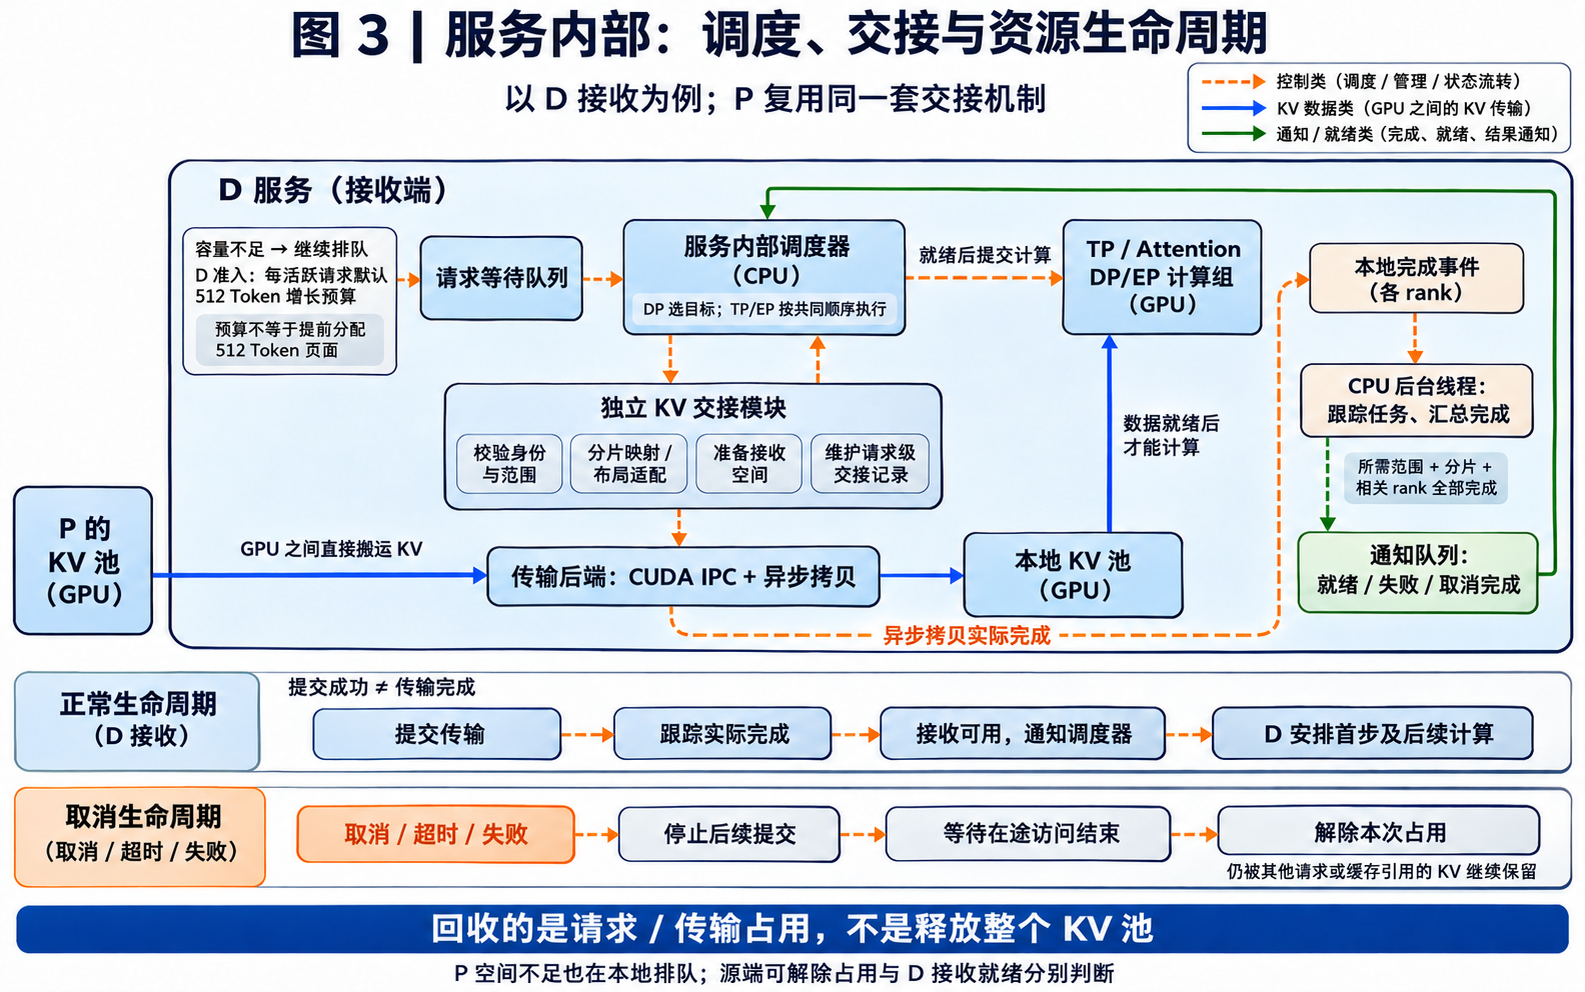 图 3 | 服务内部：调度、交接与资源生命周期
以 D 接收为例；P 复用同一套交接机制
控制类（调度 / 管理 / 状态流转）
KV 数据类（GPU 之间的 KV 传输）
通知 / 就绪类（完成、就绪、结果通知）
D 服务（接收端）
容量不足 → 继续排队
D 准入：每活跃请求默认
512 Token 增长预算
预算不等于提前分配
512 Token 页面
请求等待队列
服务内部调度器
（CPU）
DP 选目标；TP/EP 按共同顺序执行
就绪后提交计算
TP / Attention
DP/EP 计算组
（GPU）
本地完成事件
（各 rank）
CPU 后台线程：
跟踪任务、汇总完成
所需范围 + 分片 +
相关 rank 全部完成
通知队列：
就绪 / 失败 / 取消完成
独立 KV 交接模块
校验身份
与范围
分片映射 /
布局适配
准备接收
空间
维护请求级
交接记录
数据就绪后
才能计算
P 的
KV 池
（GPU）
GPU 之间直接搬运 KV
传输后端：CUDA IPC + 异步拷贝
本地 KV 池
（GPU）
异步拷贝实际完成
正常生命周期
（D 接收）
提交成功 ≠ 传输完成
提交传输
跟踪实际完成
接收可用，通知调度器
D 安排首步及后续计算
取消生命周期
（取消 / 超时 / 失败）
取消 / 超时 / 失败
停止后续提交
等待在途访问结束
解除本次占用
仍被其他请求或缓存引用的 KV 继续保留
回收的是请求 / 传输占用，不是释放整个 KV 池
P 空间不足也在本地排队；源端可解除占用与 D 接收就绪分别判断